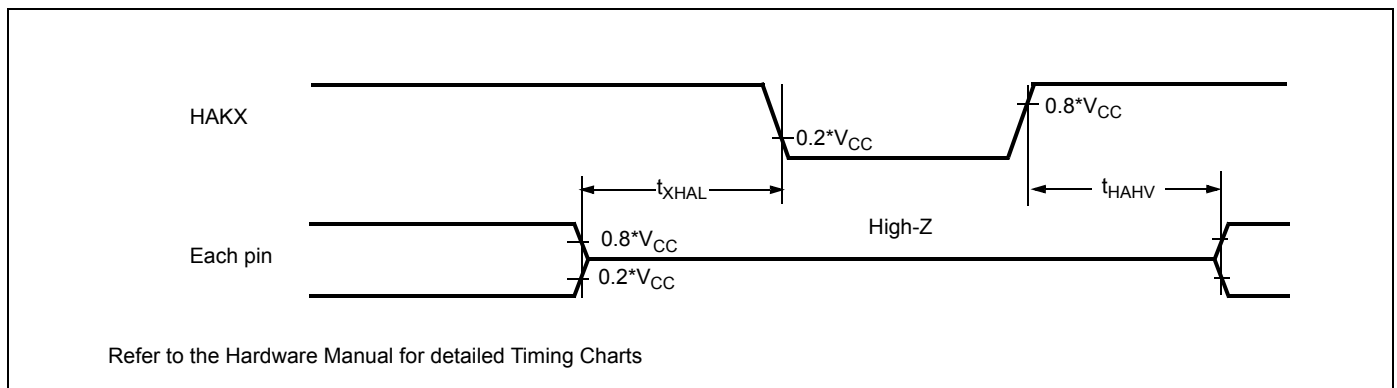 HAKX
0.8*VCC
0.2*VCC
tXHAL
tHAHV
High-Z
Each pin
0.8*VCC
0.2*VCC
Refer to the Hardware Manual for detailed Timing Charts